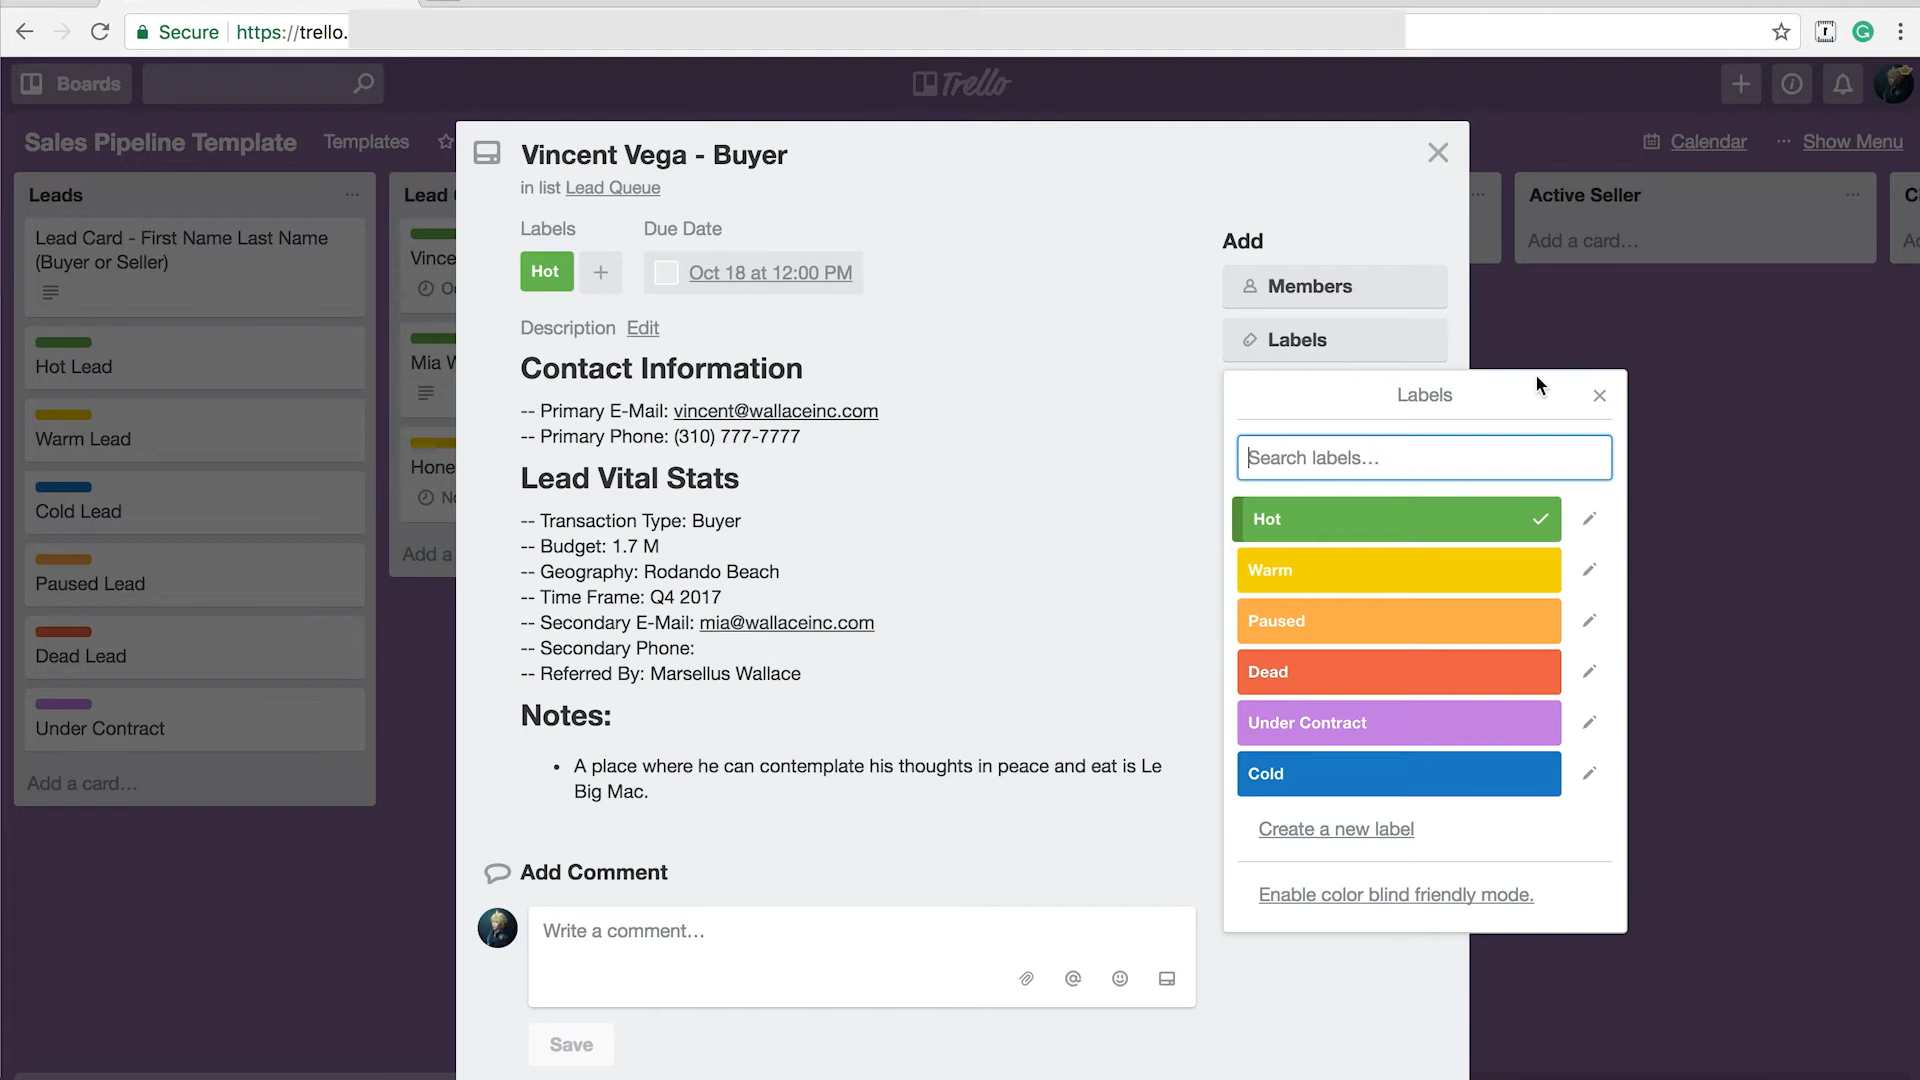 Secure https://trello.
Boards
Trello
Sales Pipeline Template Templates
Calendar
... Show Menu
Leads ...
Lead Card - First Name Last Name
(Buyer or Seller)
Hot Lead
Warm Lead
Cold Lead
Paused Lead
Dead Lead
Under Contract
Add a card…
Lead
Vince
Mia W
Hone
Add a
Vincent Vega - Buyer
in list Lead Queue
Labels Due Date
Hot + Oct 18 at 12:00 PM
Description Edit
Contact Information
-- Primary E-Mail: vincent@wallaceinc.com
-- Primary Phone: (310) 777-7777
Lead Vital Stats
-- Transaction Type: Buyer
-- Budget: 1.7 M
-- Geography: Rodando Beach
-- Time Frame: Q4 2017
-- Secondary E-Mail: mia@wallaceinc.com
-- Secondary Phone:
-- Referred By: Marsellus Wallace
Notes:
• A place where he can contemplate his thoughts in peace and eat is Le
Big Mac.
Add Comment
Write a comment…
Save
Add
Members
Labels
Labels
Search labels…
Hot
Warm
Paused
Dead
Under Contract
Cold
Create a new label
Enable color blind friendly mode.
Active Seller ...
Add a card…